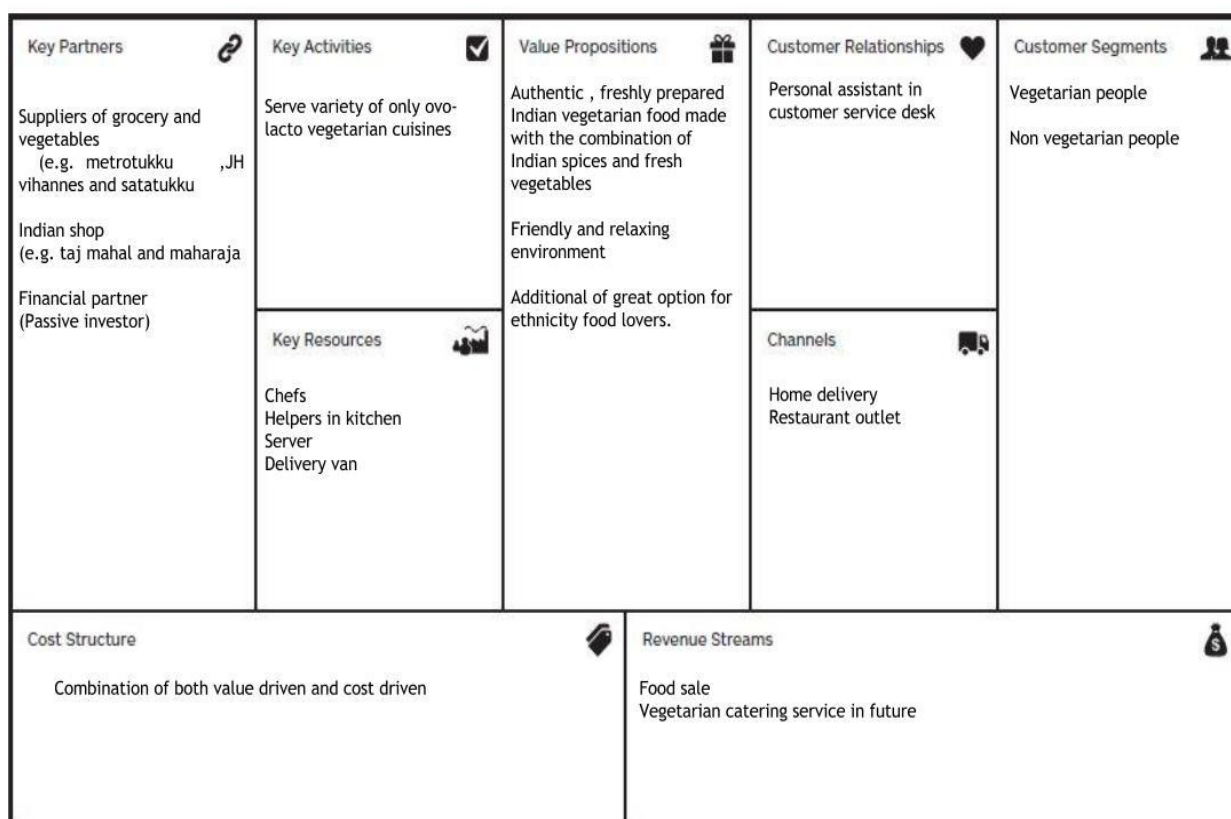 Key Partners
Suppliers of grocery and
vegetables
(e.g. metrotukku ,JH
vihannes and satatukku
Indian shop
(e.g. taj mahal and maharaja
Financial partner
(Passive investor)
Key Activities
Serve variety of only ovo-
lacto vegetarian cuisines
Key Resources
Chefs
Helpers in kitchen
Server
Delivery van
Value Propositions
Authentic , freshly prepared
Indian vegetarian food made
with the combination of
Indian spices and fresh
vegetables
Friendly and relaxing
environment
Additional of great option for
ethnicity food lovers.
Customer Relationships
Personal assistant in
customer service desk
Channels
Home delivery
Restaurant outlet
Customer Segments
Vegetarian people
Non vegetarian people
Cost Structure
Combination of both value driven and cost driven
Revenue Streams
$
Food sale
Vegetarian catering service in future